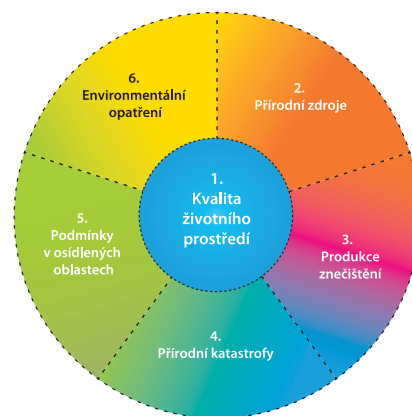 1.
Kvalita
životního
prostředí
2.
Přírodní zdroje
3.
Produkce
znečištění
4.
Přírodní katastrofy
5.
Podmínky
v osídlených
oblastech
6.
Environmentální
opatření